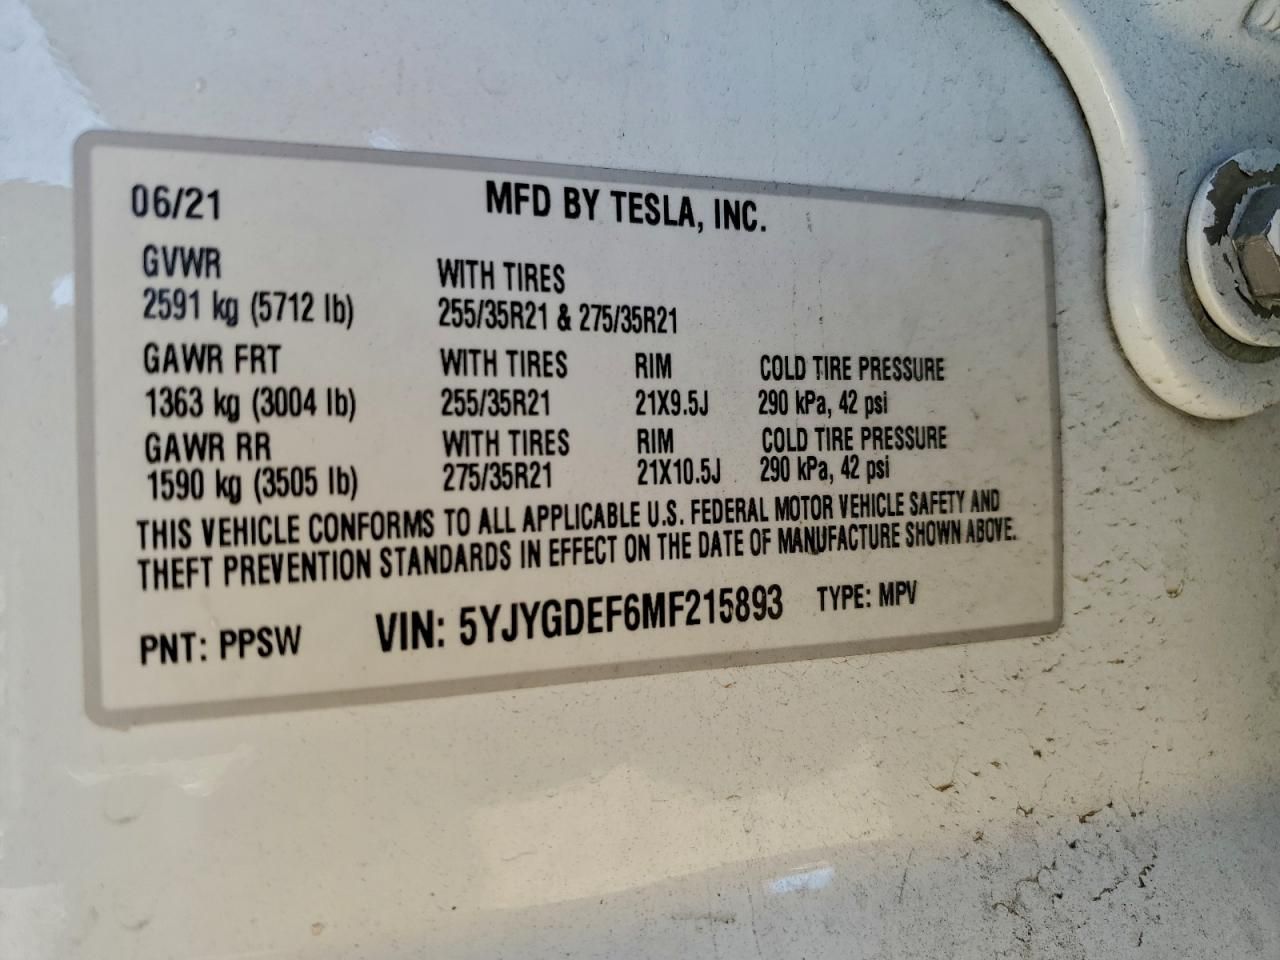 06/21 MFD BY TESLA, INC.
GVWR WITH TIRES
2591 kg (5712 lb) 255/35R21 & 275/35R21
GAWR FRT WITH TIRES RIM COLD TIRE PRESSURE
1363 kg (3004 lb) 255/35R21 21X9.5J 290 kPa, 42 psi
GAWR RR WITH TIRES RIM COLD TIRE PRESSURE
1590 kg (3505 lb) 275/35R21 21X10.5J 290 kPa, 42 psi
THIS VEHICLE CONFORMS TO ALL APPLICABLE U.S. FEDERAL MOTOR VEHICLE SAFETY AND
THEFT PREVENTION STANDARDS IN EFFECT ON THE DATE OF MANUFACTURE SHOWN ABOVE.
PNT: PPSW VIN: 5YJYGDEF6MF215893 TYPE: MPV